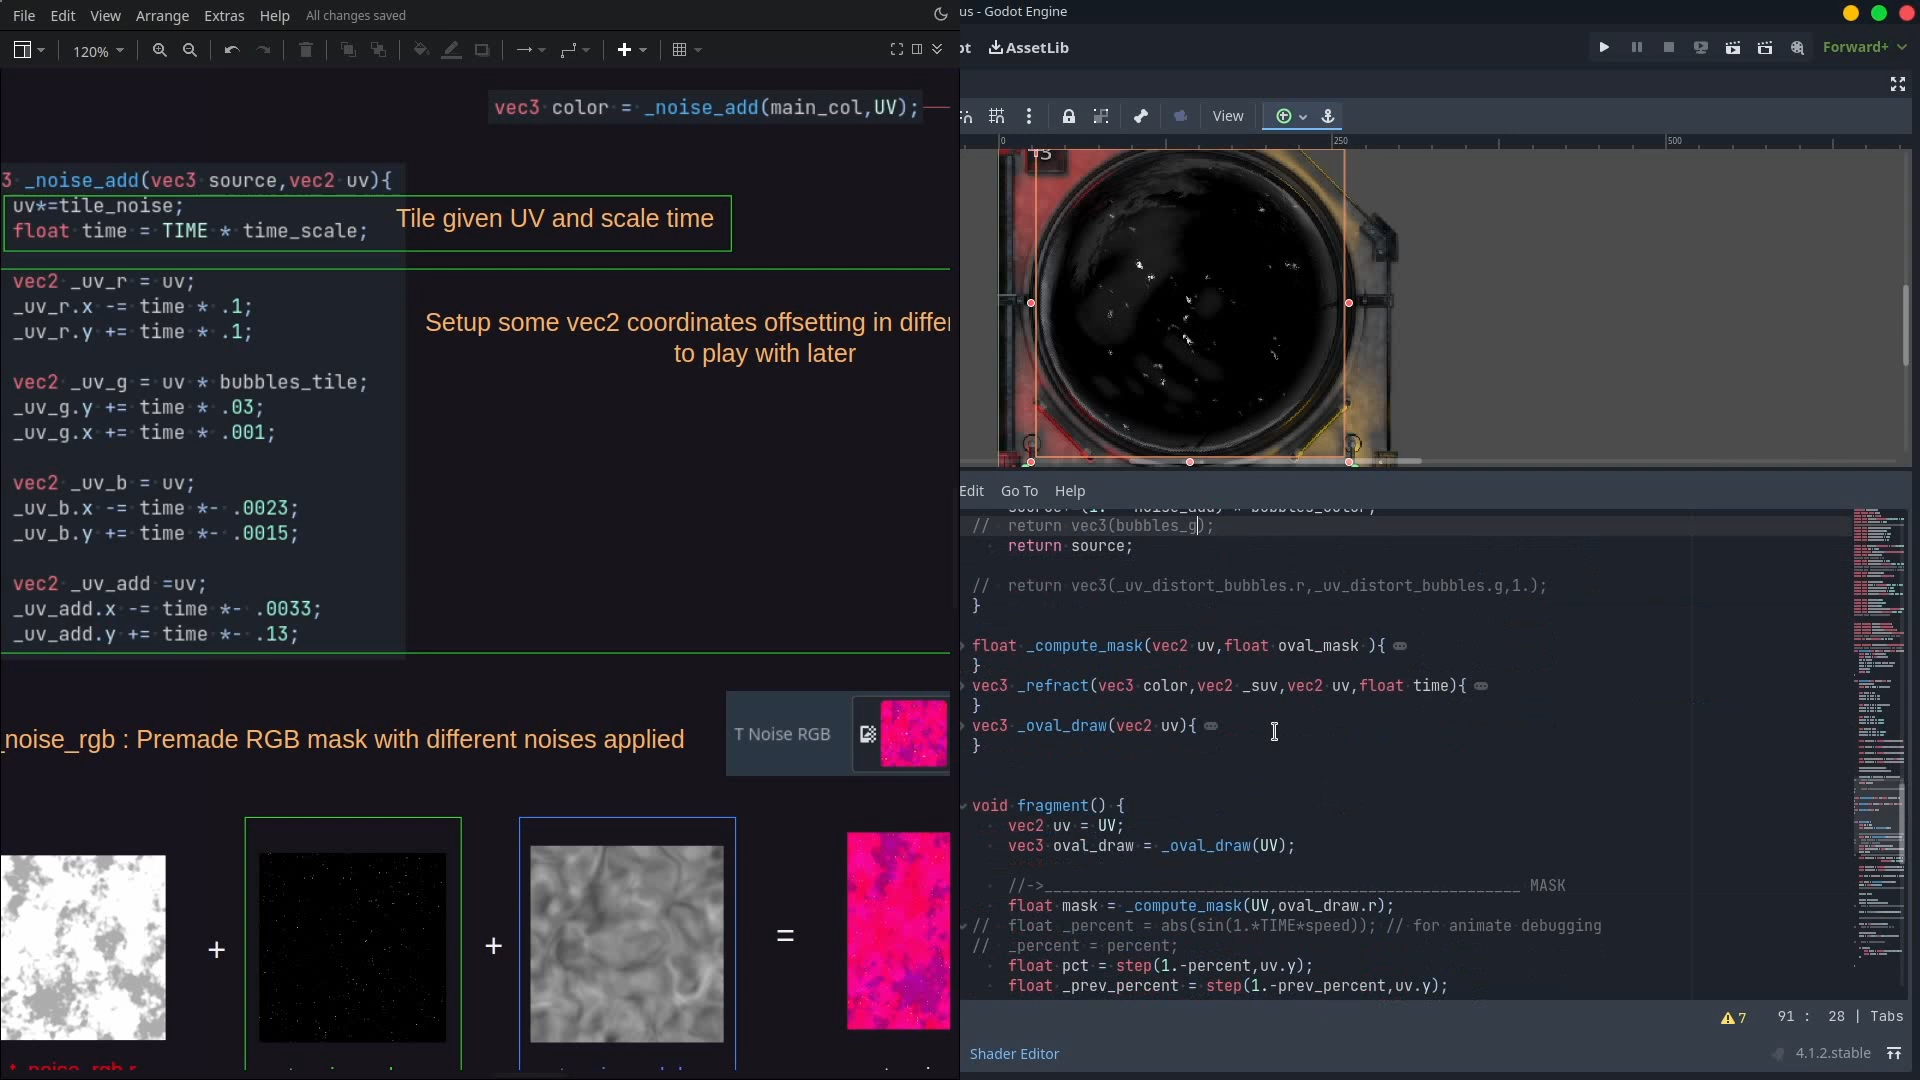 File Edit View Arrange Extras Help All changes saved
120%
vec3 color = _noise_add(main_col,UV);
3 _noise_add(vec3 source,vec2 uv){
uv*=tile_noise;
float time = TIME * time_scale;
Tile given UV and scale time
vec2 _uv_r = uv;
_uv_r.x -= time * .1;
_uv_r.y += time * .1;
Setup some vec2 coordinates offsetting in differ
to play with later
vec2 _uv_g = uv * bubbles_tile;
_uv_g.y += time * .03;
_uv_g.x += time * .001;
vec2 _uv_b = uv;
_uv_b.x -= time *- .0023;
_uv_b.y += time *- .0015;
vec2 _uv_add =uv;
_uv_add.x -= time *- .0033;
_uv_add.y += time *- .13;
_noise_rgb : Premade RGB mask with different noises applied
T Noise RGB
+
+
=
t_noise_rgb.r
us - Godot Engine
pt AssetLib
Forward+
View
0 250 500
+3
Edit Go To Help
// return vec3(bubbles_g);
return source;
// return vec3(_uv_distort_bubbles.r,_uv_distort_bubbles.g,1.);
}
float _compute_mask(vec2 uv,float oval_mask ){
}
vec3 _refract(vec3 color,vec2 _suv,vec2 uv,float time){
}
vec3 _oval_draw(vec2 uv){
}
void fragment() {
vec2 uv = UV;
vec3 oval_draw = _oval_draw(UV);
//->_____________________________________________________ MASK
float mask = _compute_mask(UV,oval_draw.r);
// float _percent = abs(sin(1.*TIME*speed)); // for animate debugging
// _percent = percent;
float pct = step(1.-percent,uv.y);
float _prev_percent = step(1.-prev_percent,uv.y);
7 91 : 28 | Tabs
Shader Editor
4.1.2.stable